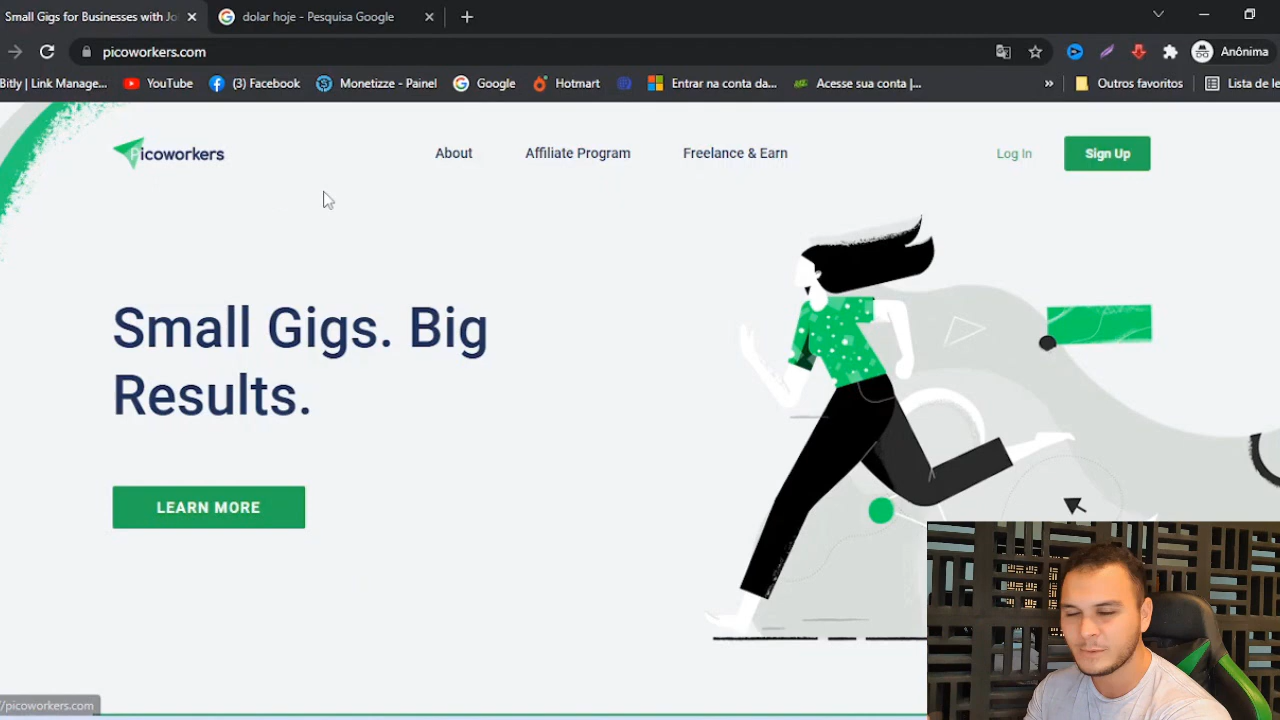 Small Gigs for Businesses with Jo
dolar hoje - Pesquisa Google
picoworkers.com
Anônima
Bitly | Link Manage...
YouTube
(3) Facebook
Monetizze - Painel
Google
Hotmart
Entrar na conta da...
Acesse sua conta |...
»
Outros favoritos
Lista de le
picoworkers
About
Affiliate Program
Freelance & Earn
Log In
Sign Up
Small Gigs. Big
Results.
LEARN MORE
//picoworkers.com